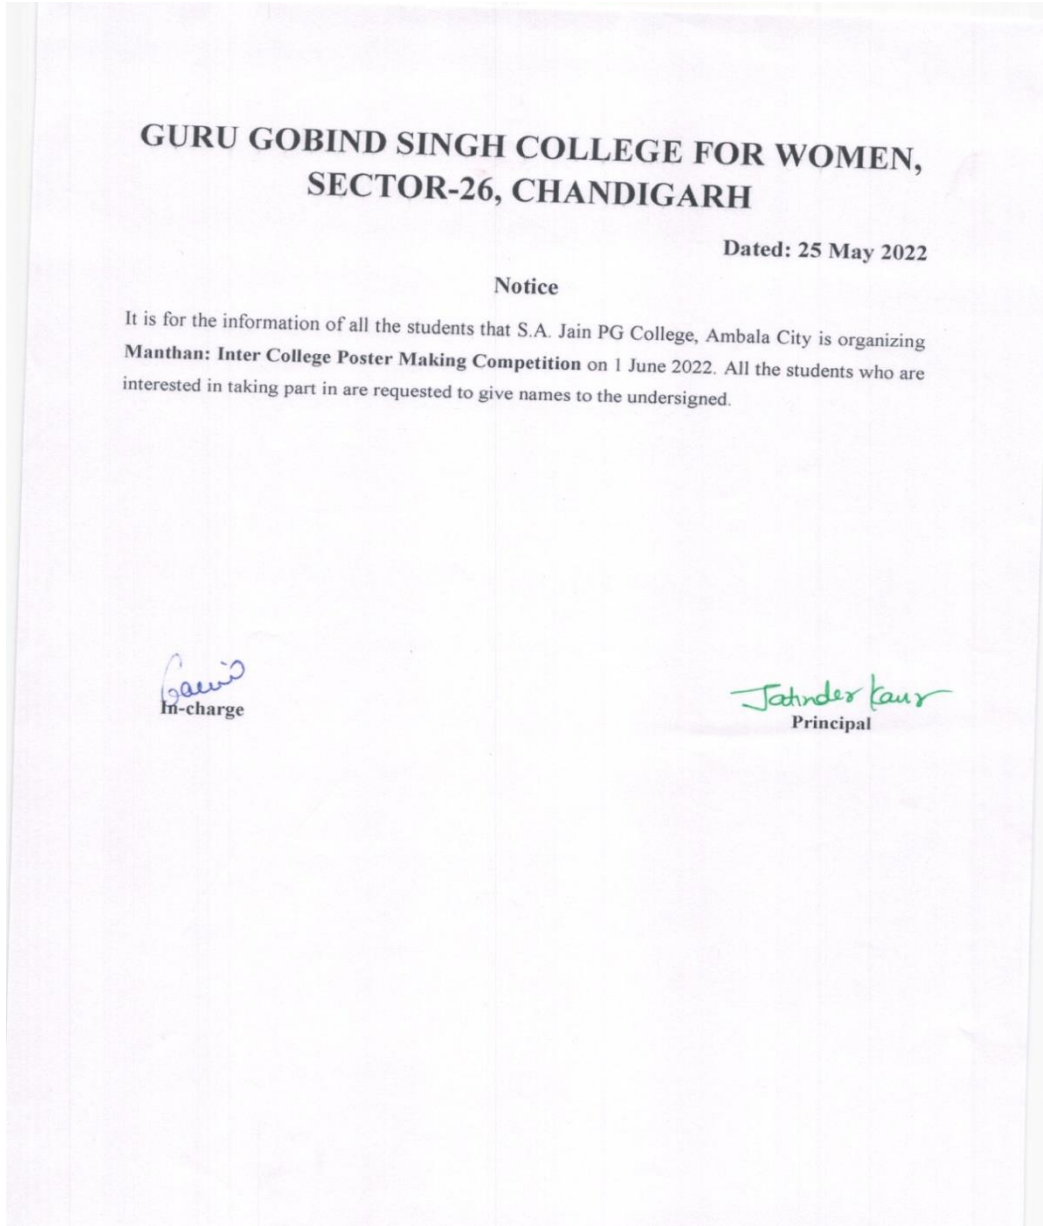 GURU GOBIND SINGH COLLEGE FOR WOMEN,
SECTOR-26, CHANDIGARH
Dated: 25 May 2022
Notice
It is for the information of all the students that S.A. Jain PG College, Ambala City is organizing
Manthan: Inter College Poster Making Competition on 1 June 2022. All the students who are
interested in taking part in are requested to give names to the undersigned.
In-charge
Jatinder Kaur
Principal